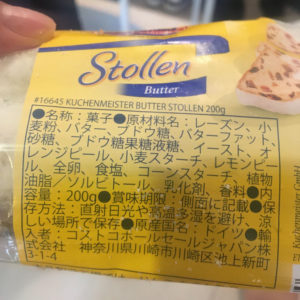 Stollen
Butter
#16645 KUCHENMEISTER BUTTER STOLLEN 200g
●名称：菓子●原材料名：レーズン、小
麦粉、バター、ブドウ糖、バターファット、
砂糖、ブドウ糖果糖液糖、イースト、オ
レンジピール、小麦スターチ、レモンピー
ル、全卵、食塩、コーンスターチ、植物
油脂／ソルビトール、乳化剤、香料●内
容量：200g●賞味期限：側面に記載●保
存方法：直射日光や高温多湿を避け、涼
しい場所で保存●原産国名：ドイツ●輸
入者：コストコホールセールジャパン株
式会社　神奈川県川崎市川崎区池上新町
3-1-4